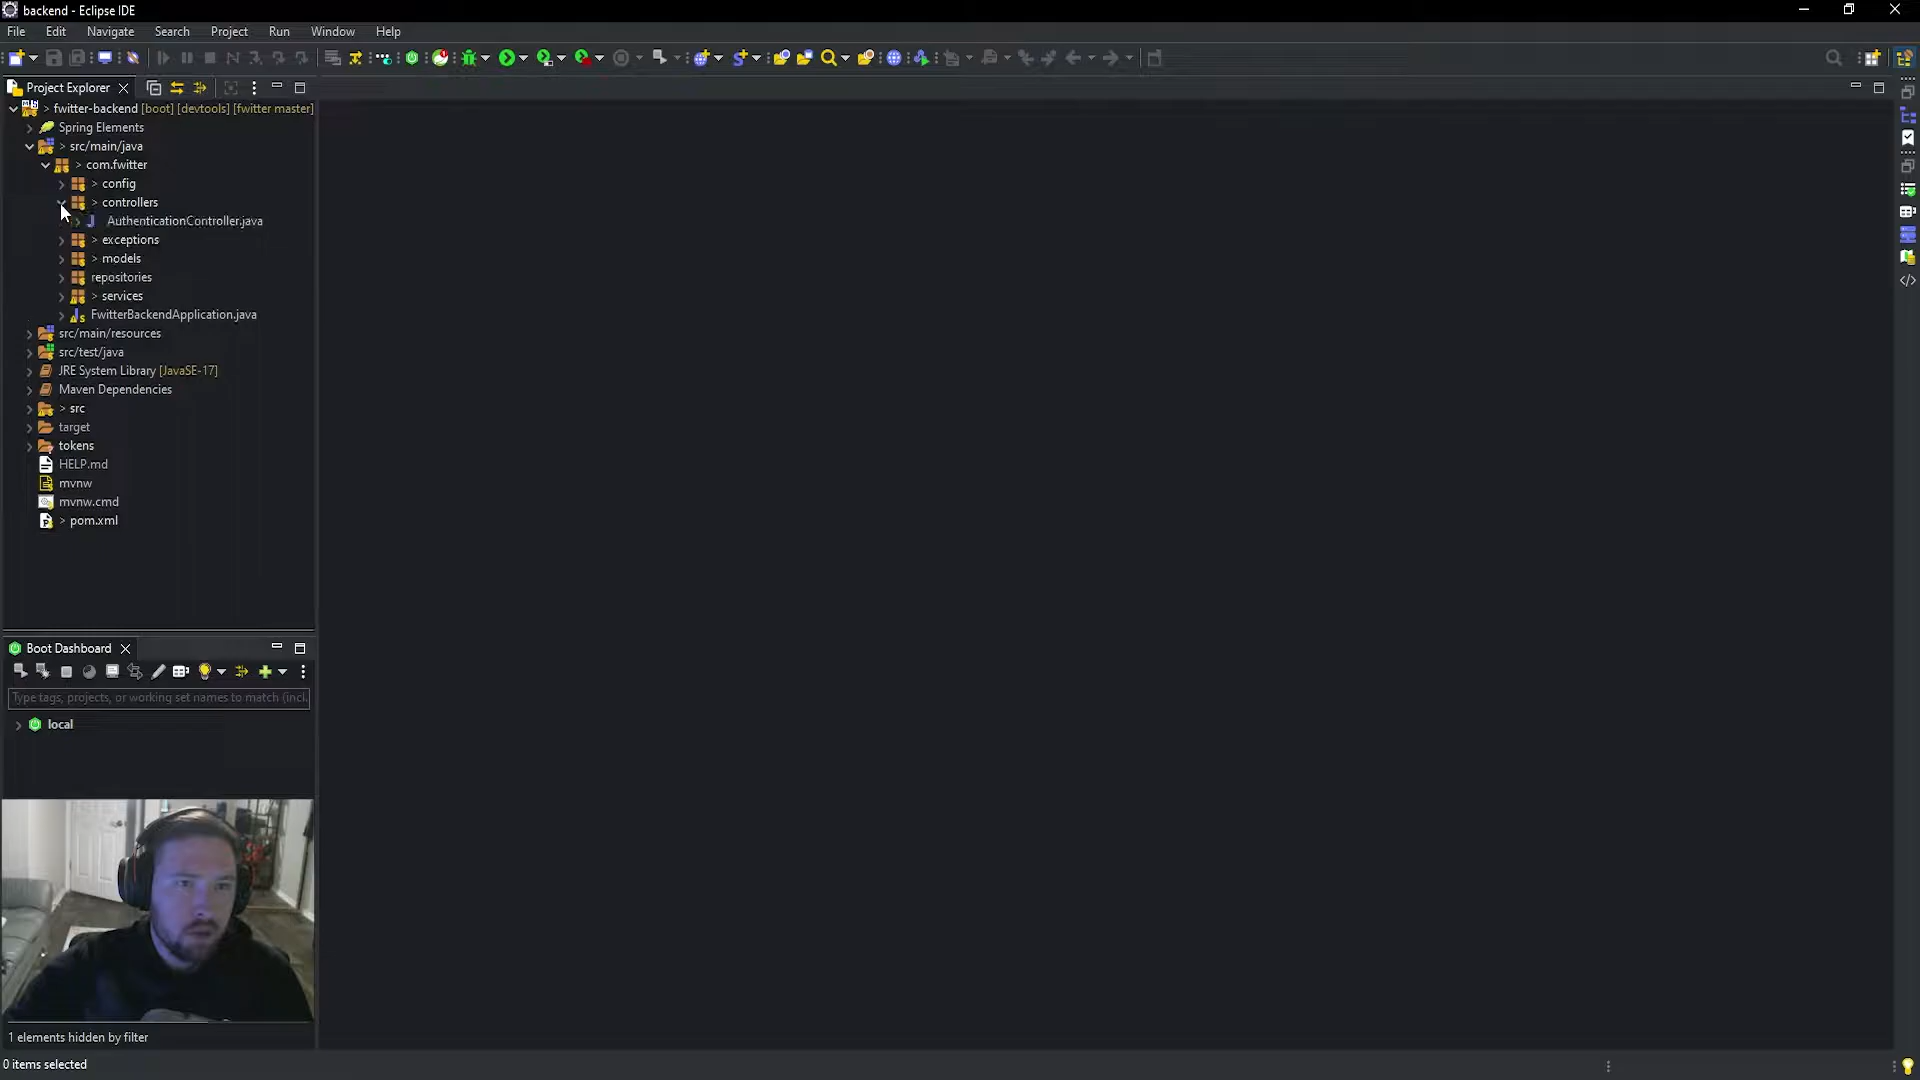 backend - Eclipse IDE
File Edit Navigate Search Project Run Window Help
Project Explorer
> fwitter-backend [boot] [devtools] [fwitter master]
Spring Elements
> src/main/java
> com.fwitter
> config
> controllers
AuthenticationController.java
> exceptions
> models
repositories
> services
FwitterBackendApplication.java
src/main/resources
src/test/java
JRE System Library [JavaSE-17]
Maven Dependencies
> src
target
tokens
HELP.md
mvnw
mvnw.cmd
> pom.xml
Boot Dashboard
Type tags, projects, or working set names to match (incl.
local
1 elements hidden by filter
0 items selected